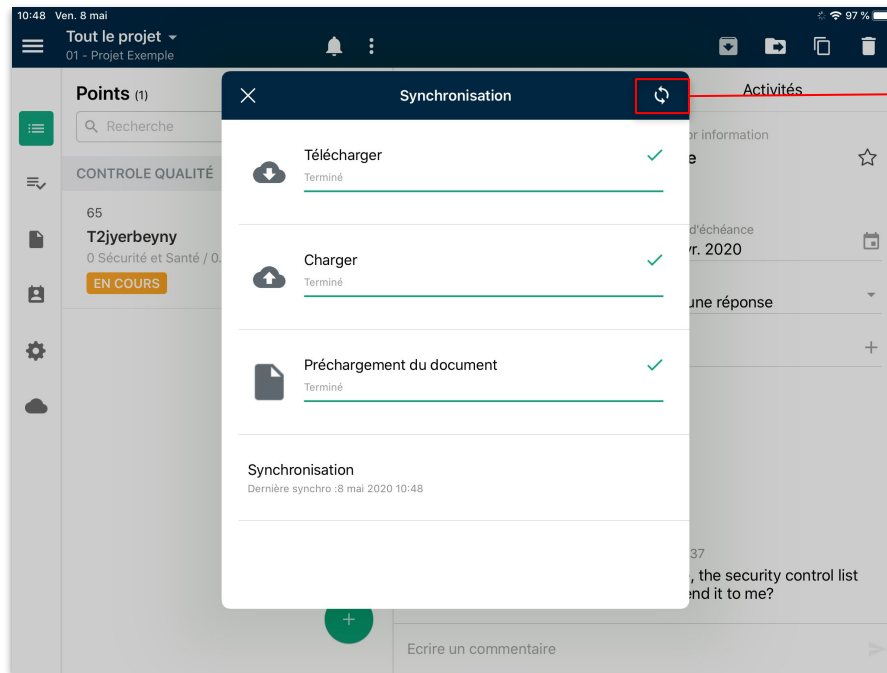 10:48 Ven. 8 mai
97 %
Tout le projet
01 - Projet Exemple
Points (1)
Recherche
CONTROLE QUALITÉ
65
T2jyerbeyny
0 Sécurité et Santé / 0.
EN COURS
Synchronisation
Télécharger
Terminé
Charger
Terminé
Préchargement du document
Terminé
Synchronisation
Dernière synchro :8 mai 2020 10:48
Activités
or information
e
d'échéance
vr. 2020
une réponse
37
, the security control list
end it to me?
Ecrire un commentaire